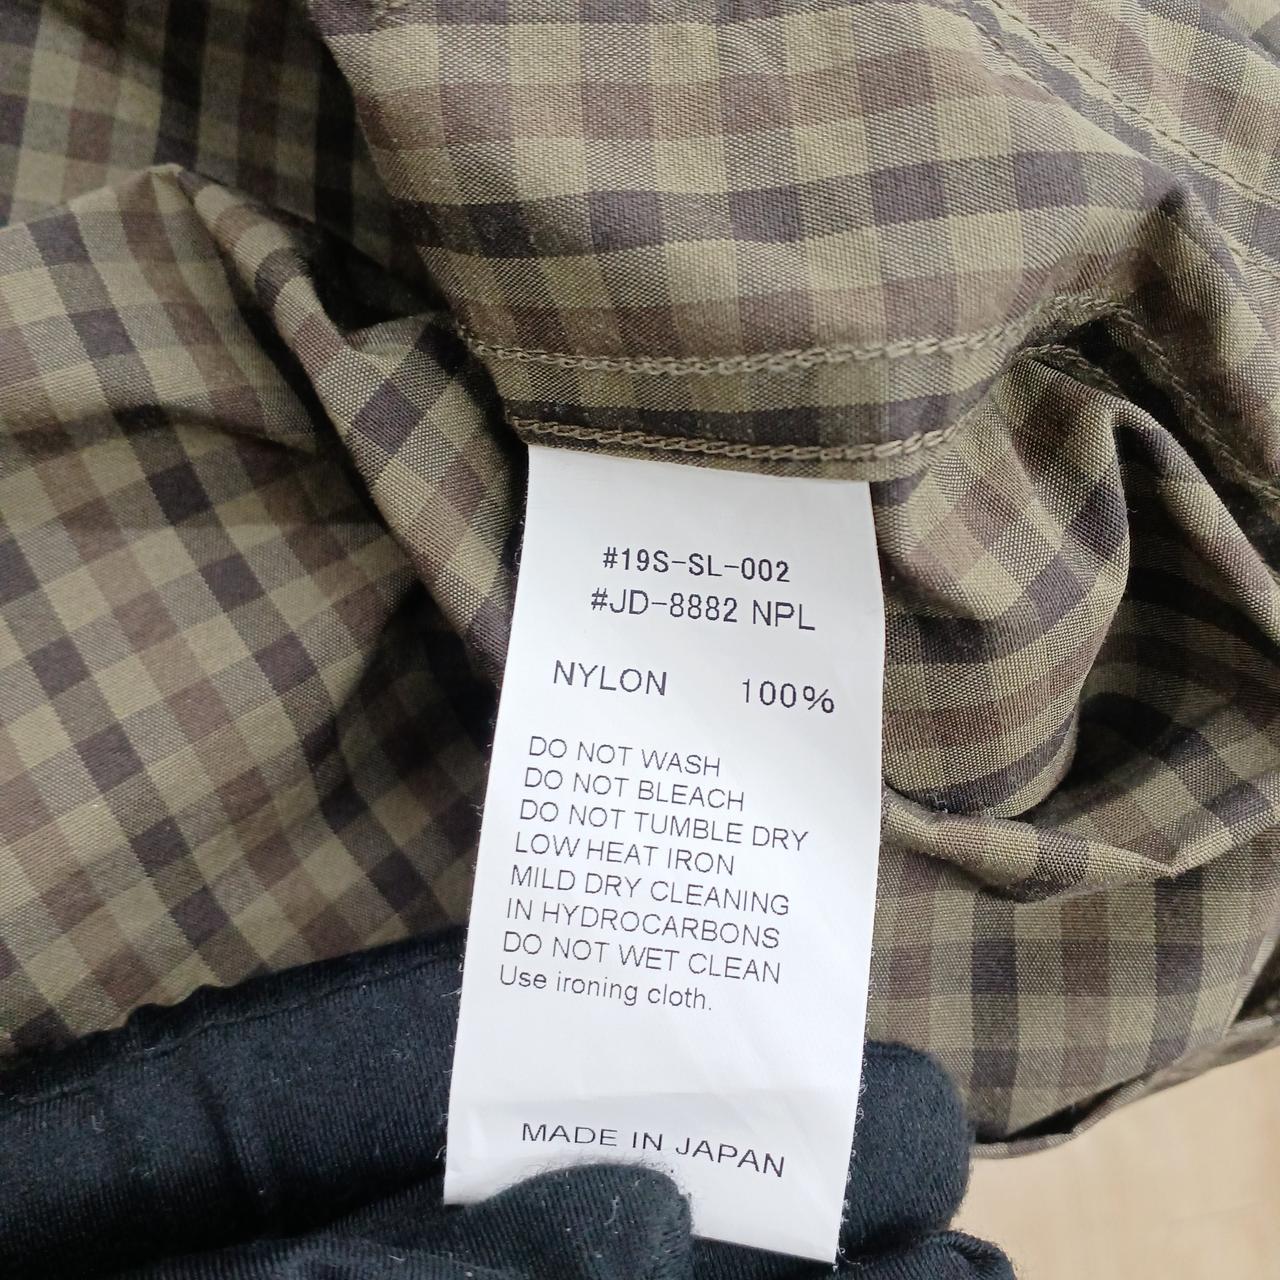 #19S-SL-002
#JD-8882 NPL
NYLON 100%
DO NOT WASH
DO NOT BLEACH
DO NOT TUMBLE DRY
LOW HEAT IRON
MILD DRY CLEANING
IN HYDROCARBONS
DO NOT WET CLEAN
Use ironing cloth.
MADE IN JAPAN